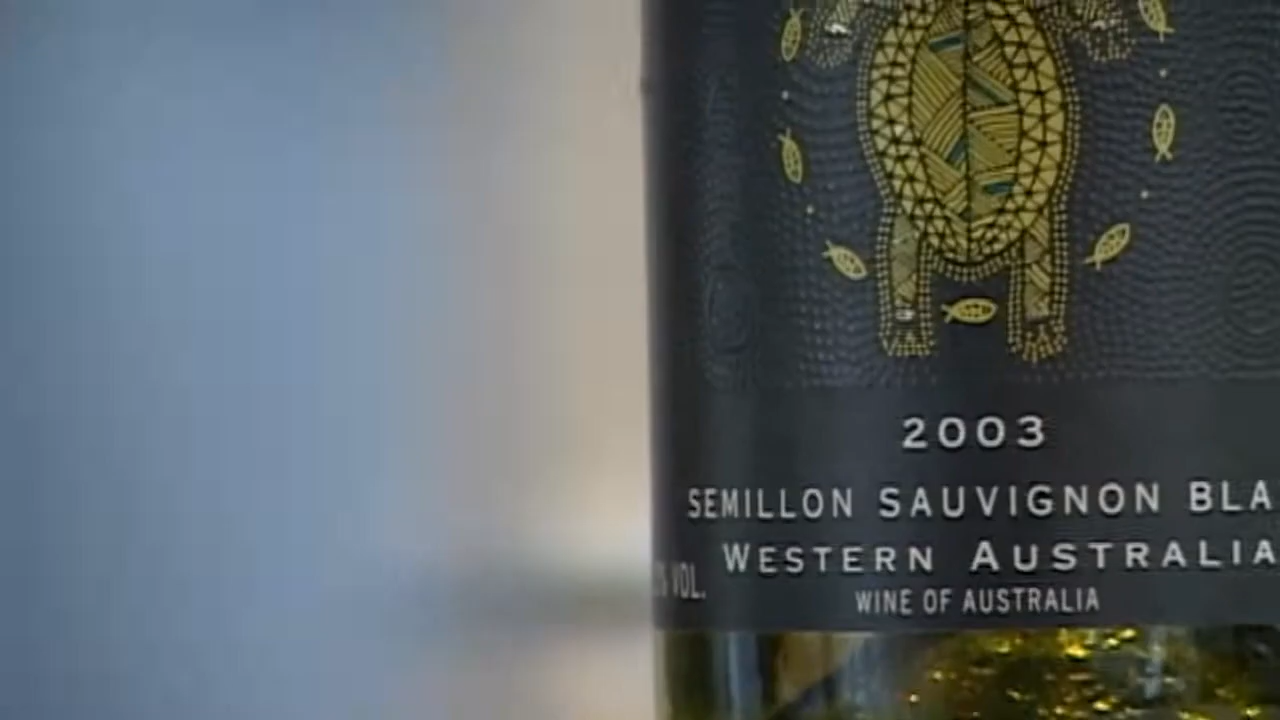 2003
SEMILLON SAUVIGNON BLA
WESTERN AUSTRALIA
% VOL.
WINE OF AUSTRALIA